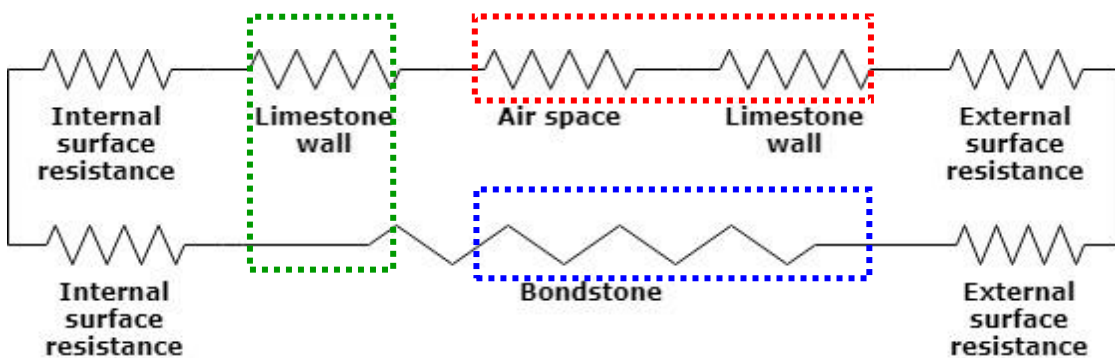 Internal
surface
resistance
Limestone
wall
Air space
Limestone
wall
External
surface
resistance
Internal
surface
resistance
Bondstone
External
surface
resistance